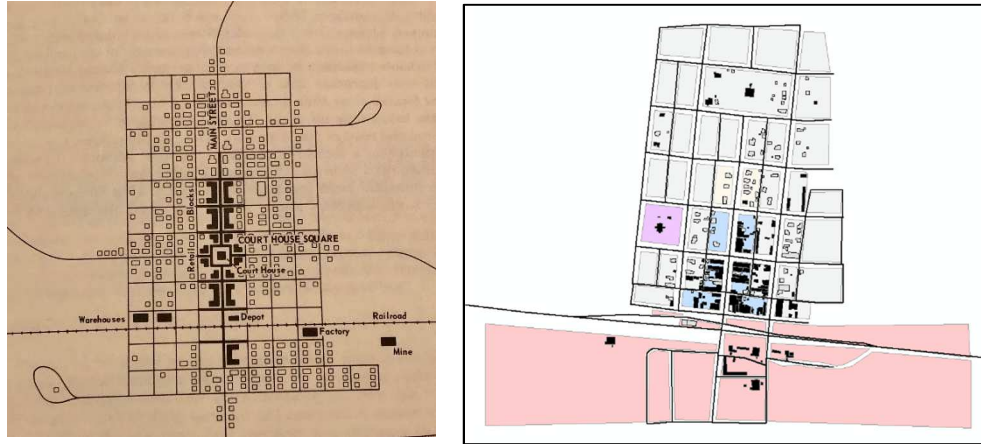 MAIN STREET
Blocks
Retail
COURT HOUSE SQUARE
Court House
Warehouses
Depot
Railroad
Factory
Mine